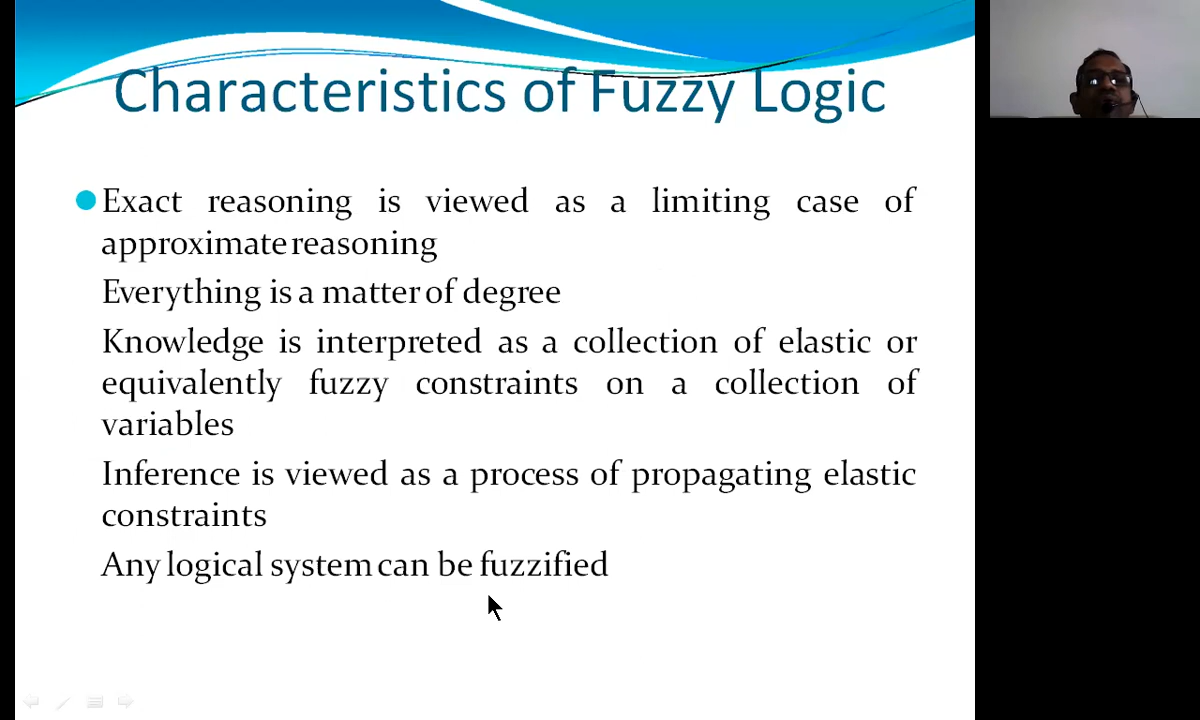 Characteristics of Fuzzy Logic
Exact reasoning is viewed as a limiting case of
approximate reasoning
Everything is a matter of degree
Knowledge is interpreted as a collection of elastic or
equivalently fuzzy constraints on a collection of
variables
Inference is viewed as a process of propagating elastic
constraints
Any logical system can be fuzzified